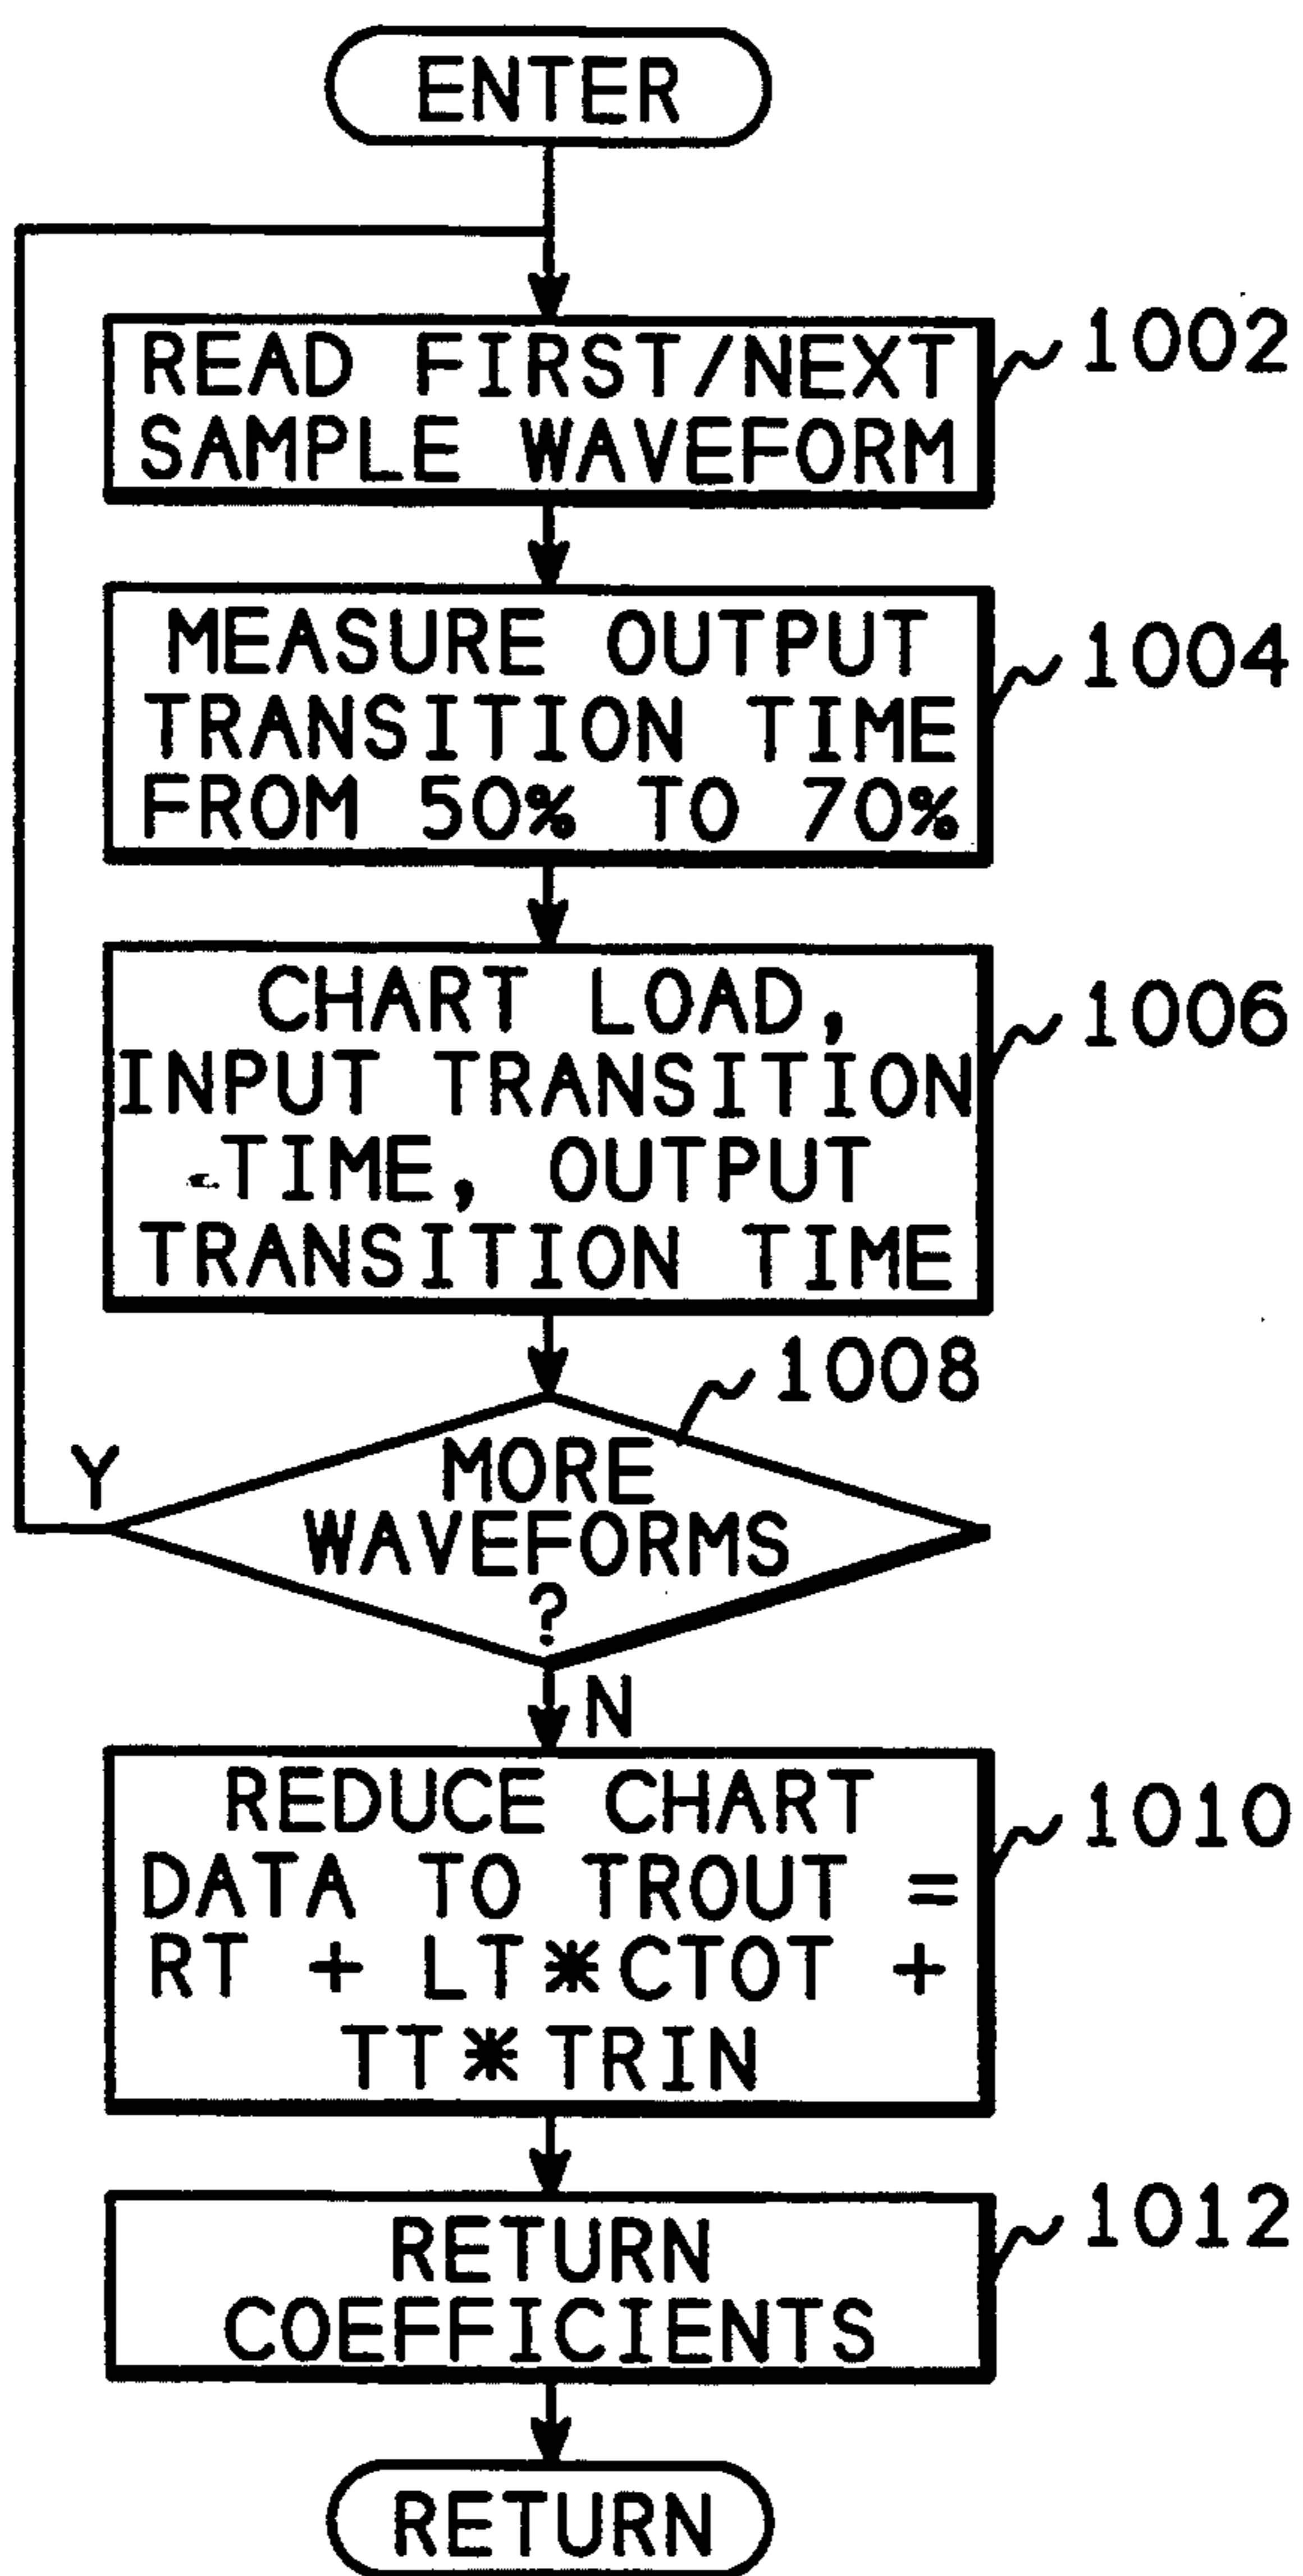 ENTER
READ FIRST/NEXT
SAMPLE WAVEFORM
1002
MEASURE OUTPUT
TRANSITION TIME
FROM 50% TO 70%
1004
CHART LOAD,
INPUT TRANSITION
TIME, OUTPUT
TRANSITION TIME
1006
1008
MORE
WAVEFORMS
?
Y
N
REDUCE CHART
DATA TO TROUT =
RT + LT*CTOT +
TT*TRIN
1010
RETURN
COEFFICIENTS
1012
RETURN